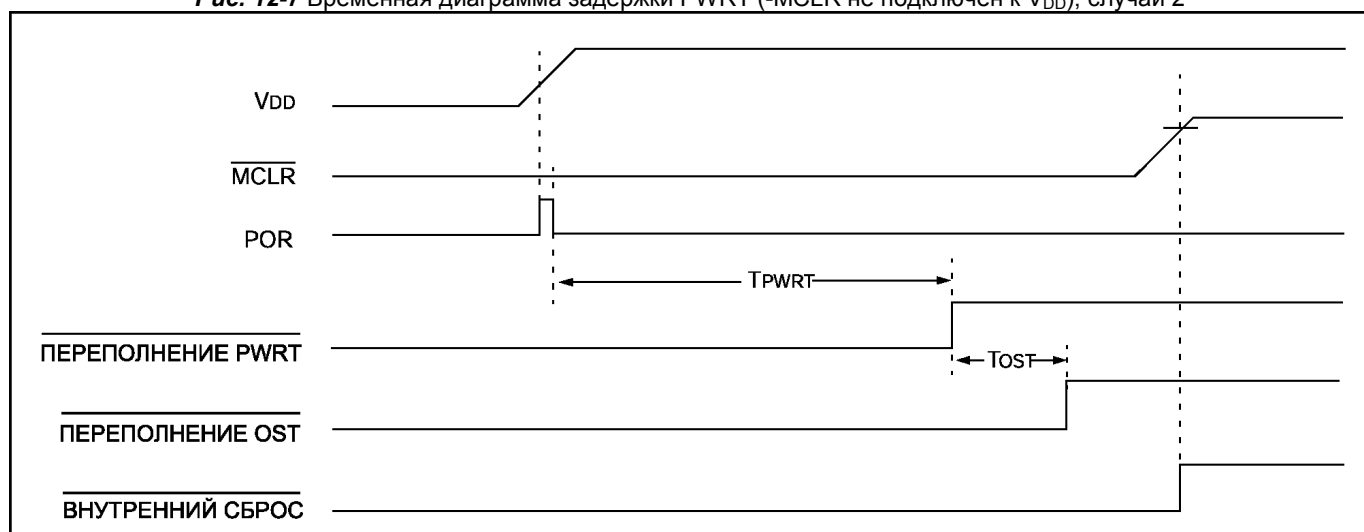 Рис. 12-7 Временная диаграмма задержки PWRT (-MCLR не подключен к VDD), случай 2
VDD
MCLR
POR
TPWRT
ПЕРЕПОЛНЕНИЕ PWRT
TOST
ПЕРЕПОЛНЕНИЕ OST
ВНУТРЕННИЙ СБРОС